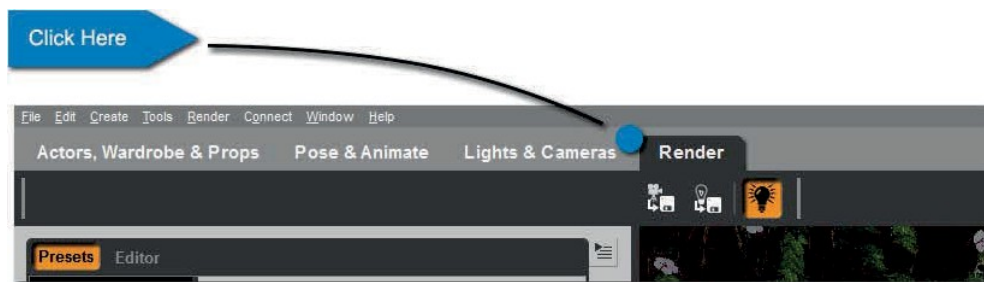 Click Here
File Edit Create Tools Render Connect Window Help
Actors, Wardrobe & Props Pose & Animate Lights & Cameras Render
Presets Editor